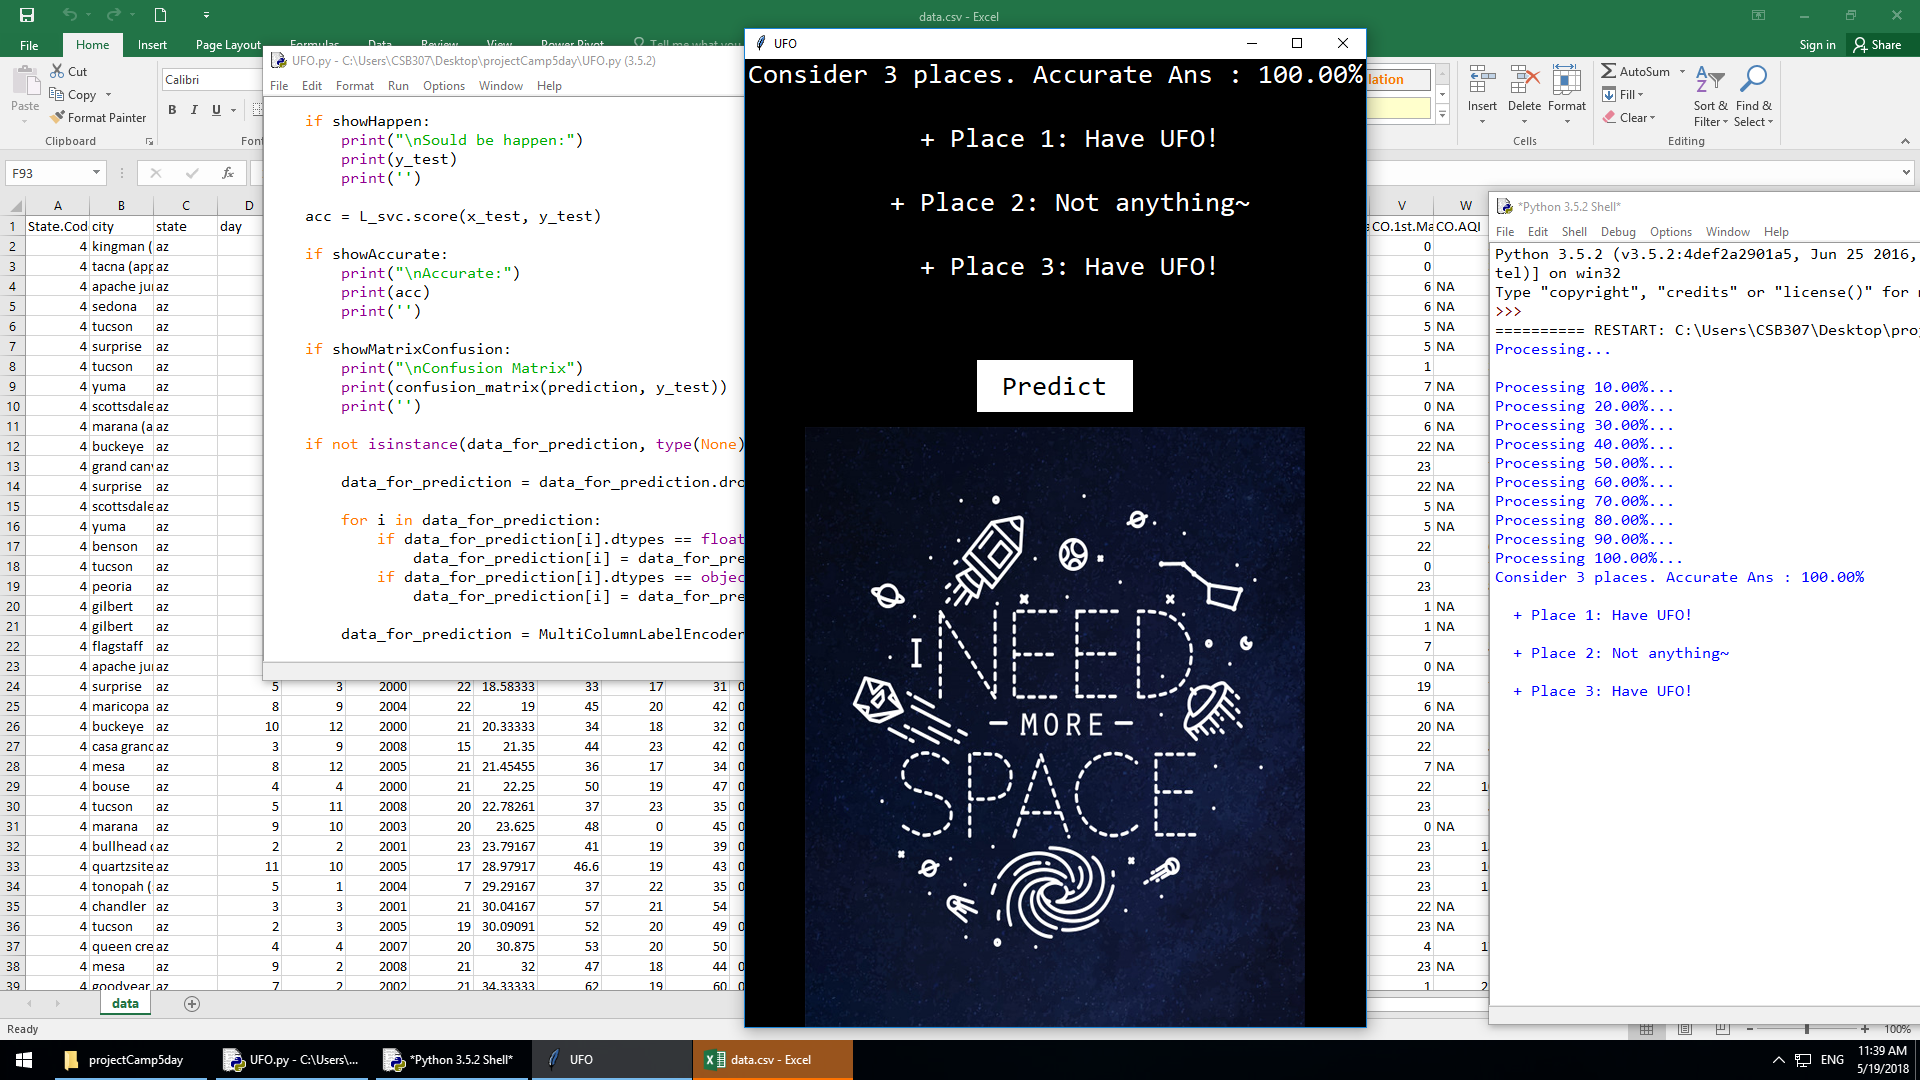 data.csv - Excel
File Home Insert Page Layout Formulas Data Review View Power Pivot Tell me what you
Sign in Share
Cut
Copy
Format Painter
Paste
Clipboard
Calibri
B I U
Font
AutoSum
Fill
Clear
Insert Delete Format
Sort & Filter
Find & Select
Cells
Editing
F93
fx
UFO.py - C:\Users\CSB307\Desktop\projectCamp5day\UFO.py (3.5.2)
File Edit Format Run Options Window Help
if showHappen:
print("\nSould be happen:")
print(y_test)
print('')
acc = L_svc.score(x_test, y_test)
if showAccurate:
print("\nAccurate:")
print(acc)
print('')
if showMatrixConfusion:
print("\nConfusion Matrix")
print(confusion_matrix(prediction, y_test))
print('')
if not isinstance(data_for_prediction, type(None)
data_for_prediction = data_for_prediction.dro
for i in data_for_prediction:
if data_for_prediction[i].dtypes == float
data_for_prediction[i] = data_for_pre
if data_for_prediction[i].dtypes == objec
data_for_prediction[i] = data_for_pre
data_for_prediction = MultiColumnLabelEncoder
UFO
Consider 3 places. Accurate Ans : 100.00%
+ Place 1: Have UFO!
+ Place 2: Not anything~
+ Place 3: Have UFO!
Predict
I NEED
- MORE -
SPACE
*Python 3.5.2 Shell*
File Edit Shell Debug Options Window Help
Python 3.5.2 (v3.5.2:4def2a2901a5, Jun 25 2016,
tel)] on win32
Type "copyright", "credits" or "license()" for
>>>
========== RESTART: C:\Users\CSB307\Desktop\proj
Processing...
Processing 10.00%...
Processing 20.00%...
Processing 30.00%...
Processing 40.00%...
Processing 50.00%...
Processing 60.00%...
Processing 70.00%...
Processing 80.00%...
Processing 90.00%...
Processing 100.00%...
Consider 3 places. Accurate Ans : 100.00%
+ Place 1: Have UFO!
+ Place 2: Not anything~
+ Place 3: Have UFO!
A B C D V W
1 State.Cod city state day CO.1st.Ma CO.AQI
2 4 kingman ( az 0
3 4 tacna (app az 0
4 4 apache jur az 6 NA
5 4 sedona az 6 NA
6 4 tucson az 5 NA
7 4 surprise az 5 NA
8 4 tucson az 1
9 4 yuma az 7 NA
10 4 scottsdale az 0 NA
11 4 marana (a az 6 NA
12 4 buckeye az 22 NA
13 4 grand cany az 23
14 4 surprise az 22 NA
15 4 scottsdale az 5 NA
16 4 yuma az 5 NA
17 4 benson az 22
18 4 tucson az 0
19 4 peoria az 23
20 4 gilbert az 1 NA
21 4 gilbert az 1 NA
22 4 flagstaff az 7
23 4 apache jur az 0 NA
24 4 surprise az 5 3 2000 22 18.58333 33 17 31 0 19
25 4 maricopa az 8 9 2004 22 19 45 20 42 0 6 NA
26 4 buckeye az 10 12 2000 21 20.33333 34 18 32 0 20 NA
27 4 casa grand az 3 9 2008 15 21.35 44 23 42 0 22
28 4 mesa az 8 12 2005 21 21.45455 36 17 34 0 7 NA
29 4 bouse az 4 4 2000 21 22.25 50 19 47 0 22 1
30 4 tucson az 5 11 2008 20 22.78261 37 23 35 0 23
31 4 marana az 9 10 2003 20 23.625 48 0 45 0 0 NA
32 4 bullhead c az 2 2 2001 23 23.79167 41 19 39 0 23 1
33 4 quartzsite az 11 10 2005 17 28.97917 46.6 19 43 0 23 1
34 4 tonopah ( az 5 1 2004 7 29.29167 37 22 35 0 23 1
35 4 chandler az 3 3 2001 21 30.04167 57 21 54 22 NA
36 4 tucson az 2 3 2005 19 30.09091 52 20 49 0 23 NA
37 4 queen cre az 4 4 2007 20 30.875 53 20 50 4 1
38 4 mesa az 9 2 2008 21 32 47 18 44 0 23 NA
39 4 goodyear az 7 2 2002 21 34.33333 62 19 60 0 1 2
data
Ready
100%
projectCamp5day
UFO.py - C:\Users\...
*Python 3.5.2 Shell*
UFO
data.csv - Excel
ENG
11:39 AM
5/19/2018